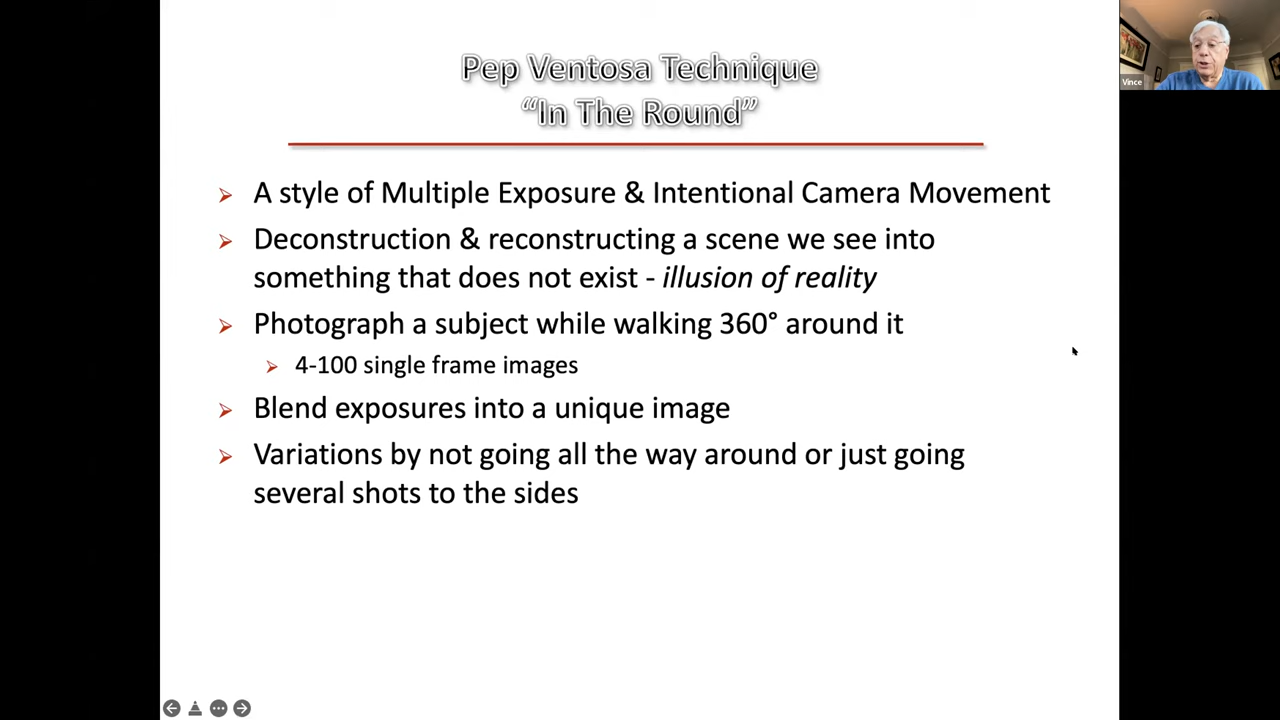 Pep Ventosa Technique
“In The Round”
A style of Multiple Exposure & Intentional Camera Movement
Deconstruction & reconstructing a scene we see into
something that does not exist - illusion of reality
Photograph a subject while walking 360° around it
4-100 single frame images
Blend exposures into a unique image
Variations by not going all the way around or just going
several shots to the sides
Vince